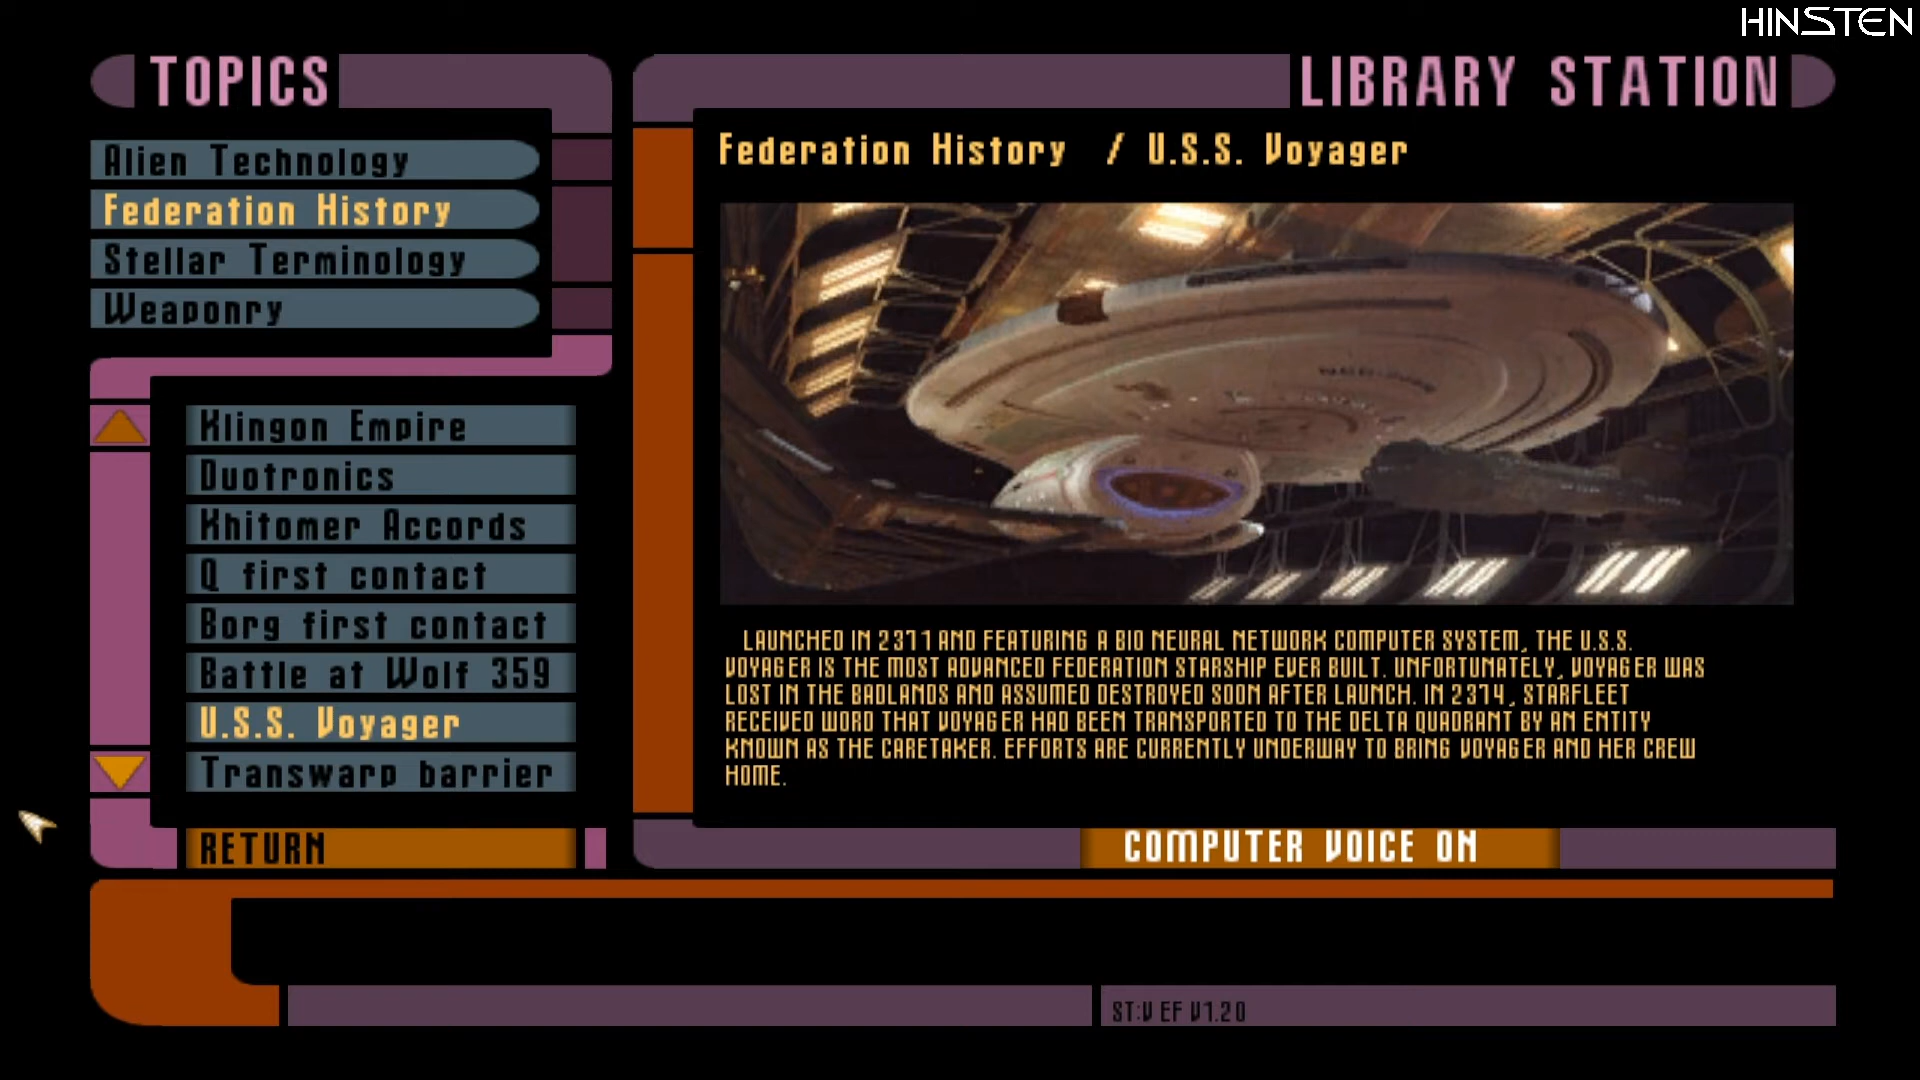 HINSTEN
TOPICS
LIBRARY STATION
Alien Technology
Federation History
Stellar Terminology
Weaponry
Klingon Empire
Duotronics
Khitomer Accords
Q first contact
Borg first contact
Battle at Wolf 359
U.S.S. Voyager
Transwarp barrier
RETURN
Federation History / U.S.S. Voyager
LAUNCHED IN 2371 AND FEATURING A BIO NEURAL NETWORK COMPUTER SYSTEM, THE U.S.S.
VOYAGER IS THE MOST ADVANCED FEDERATION STARSHIP EVER BUILT. UNFORTUNATELY, VOYAGER WAS
LOST IN THE BADLANDS AND ASSUMED DESTROYED SOON AFTER LAUNCH. IN 2374, STARFLEET
RECEIVED WORD THAT VOYAGER HAD BEEN TRANSPORTED TO THE DELTA QUADRANT BY AN ENTITY
KNOWN AS THE CARETAKER. EFFORTS ARE CURRENTLY UNDERWAY TO BRING VOYAGER AND HER CREW
HOME.
COMPUTER VOICE ON
ST:V EF V1.20